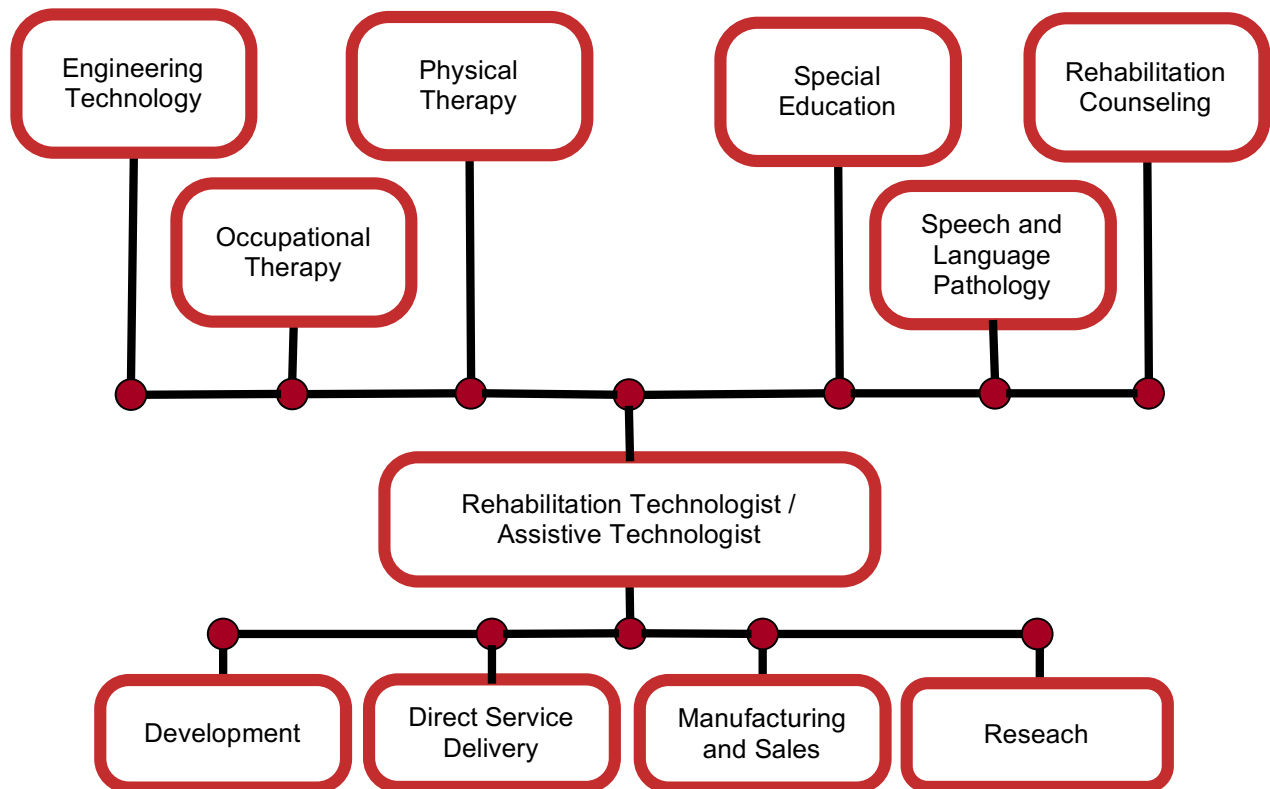 Engineering
Technology
Physical
Therapy
Special
Education
Rehabilitation
Counseling
Occupational
Therapy
Speech and
Language
Pathology
Rehabilitation Technologist /
Assistive Technologist
Development
Direct Service
Delivery
Manufacturing
and Sales
Reseach